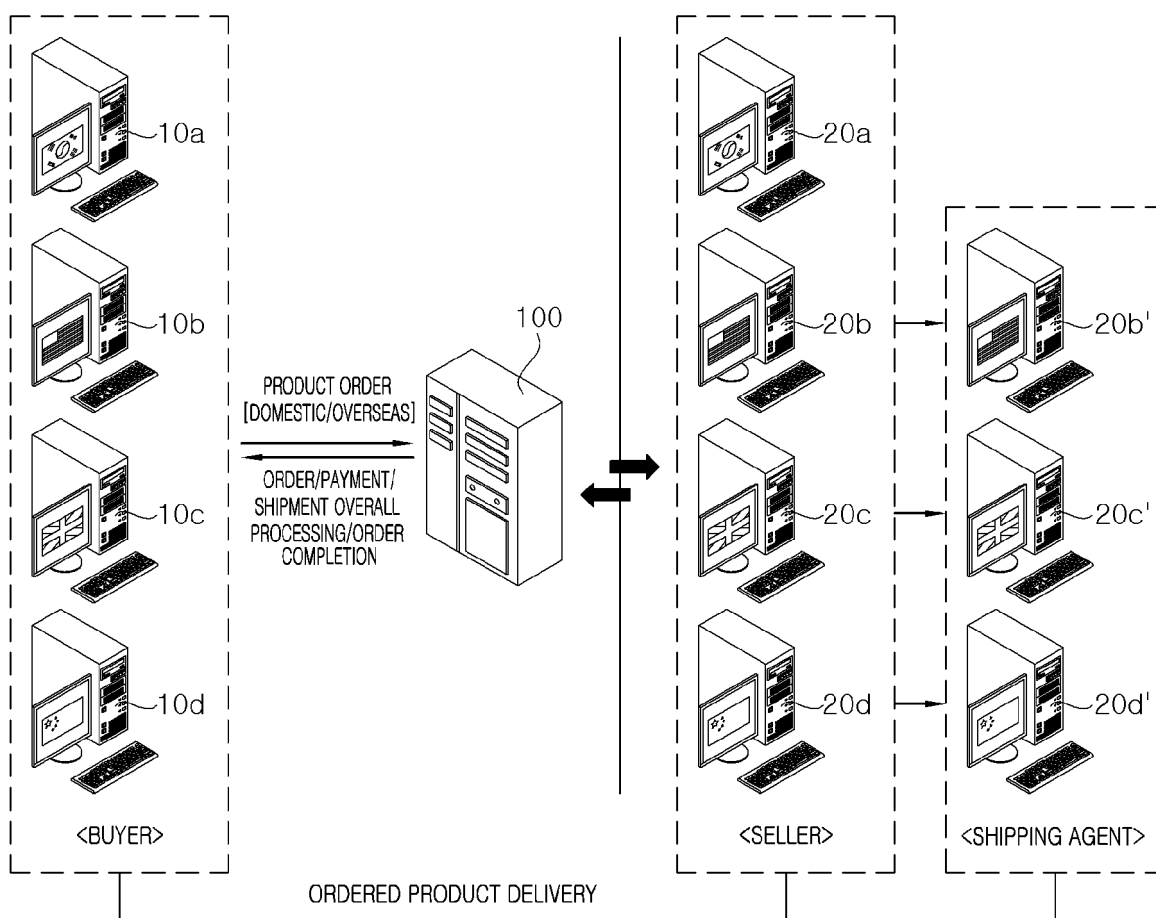 10a
20a
10b
100
20b
20b'
PRODUCT ORDER
[DOMESTIC/OVERSEAS]
ORDER/PAYMENT/
SHIPMENT OVERALL
PROCESSING/ORDER
COMPLETION
10c
20c
20c'
10d
20d
20d'
<BUYER>
<SELLER>
<SHIPPING AGENT>
ORDERED PRODUCT DELIVERY